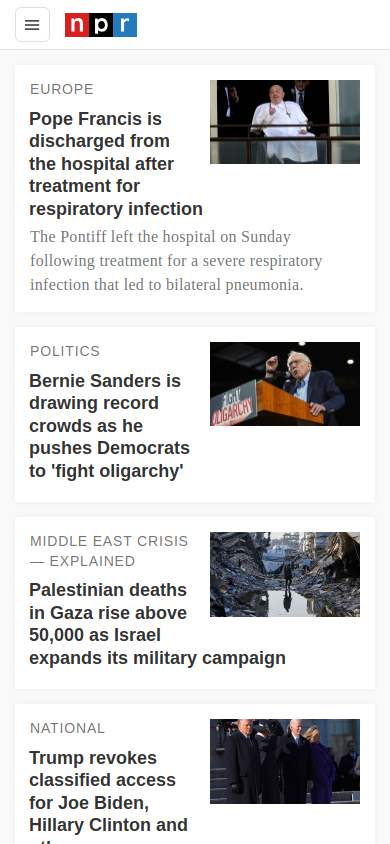 npr
EUROPE
Pope Francis is
discharged from
the hospital after
treatment for
respiratory infection
The Pontiff left the hospital on Sunday
following treatment for a severe respiratory
infection that led to bilateral pneumonia.
POLITICS
Bernie Sanders is
drawing record
crowds as he
pushes Democrats
to 'fight oligarchy'
FIGHT
OLIGARCHY
MIDDLE EAST CRISIS
— EXPLAINED
Palestinian deaths
in Gaza rise above
50,000 as Israel
expands its military campaign
NATIONAL
Trump revokes
classified access
for Joe Biden,
Hillary Clinton and